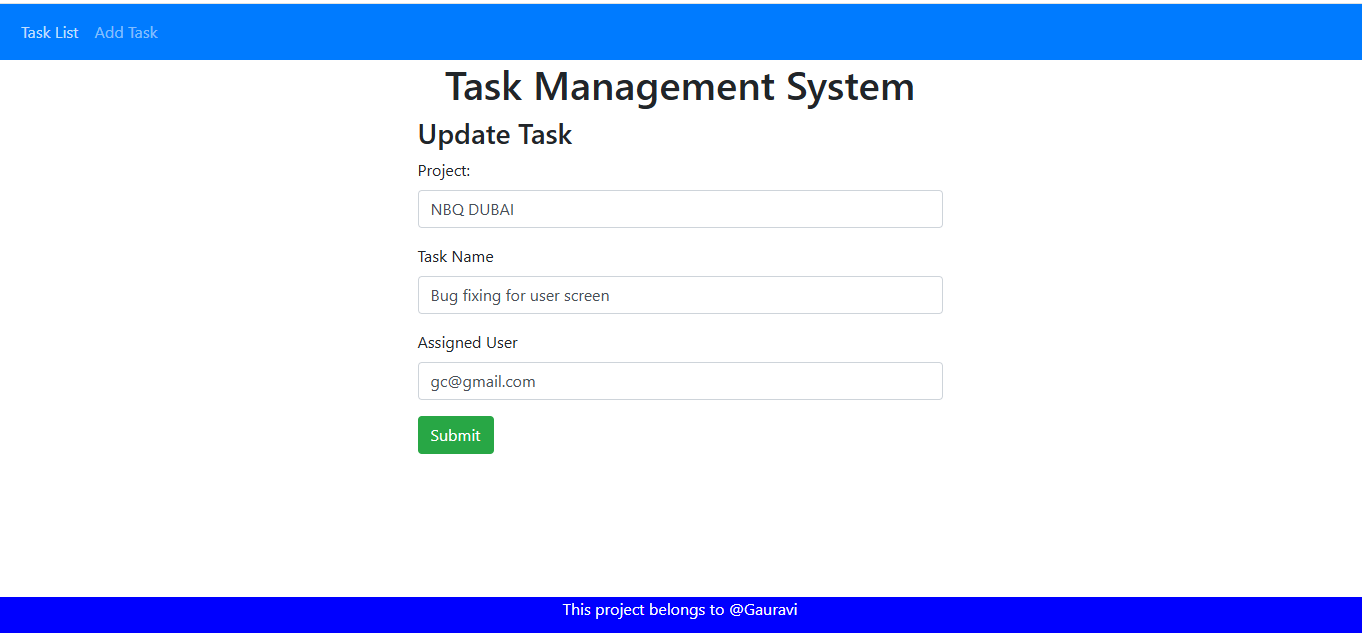 Task List Add Task
Task Management System
Update Task
Project:
NBQ DUBAI
Task Name
Bug fixing for user screen
Assigned User
gc@gmail.com
Submit
This project belongs to @Gauravi